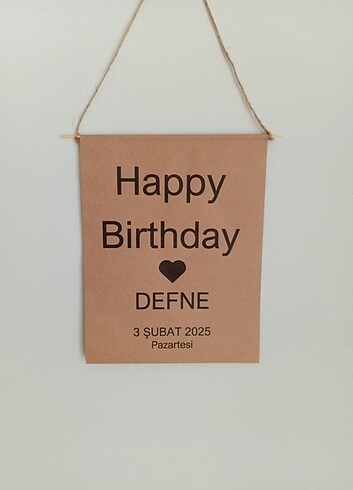 Happy
Birthday
DEFNE
3 ŞUBAT 2025
Pazartesi